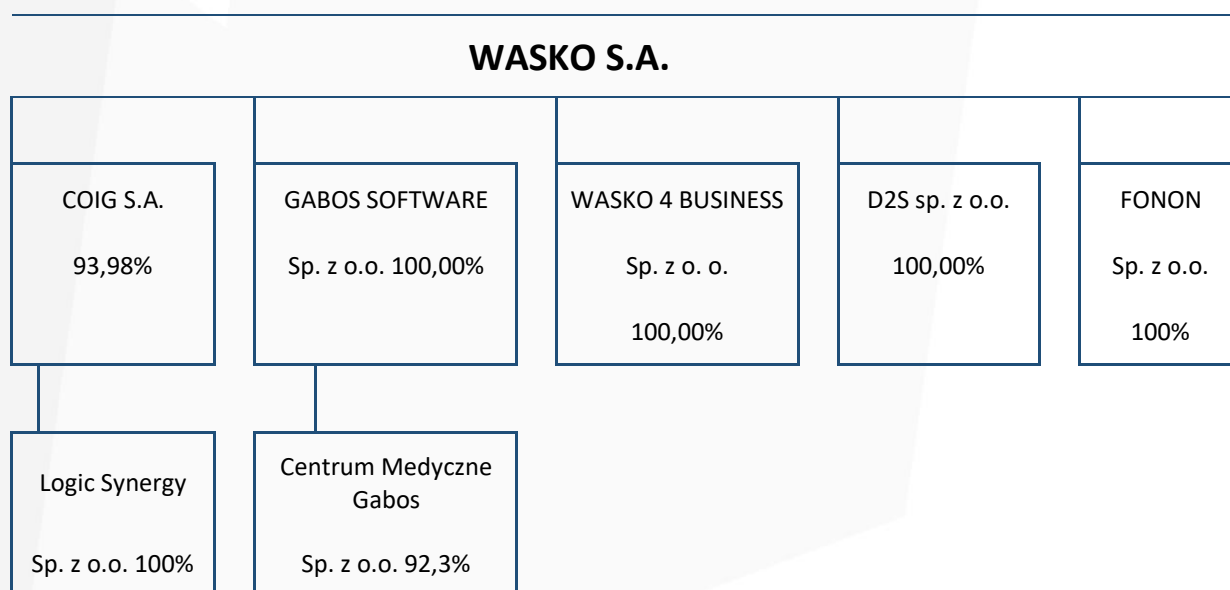 WASKO S.A.
COIG S.A.
93,98%
GABOS SOFTWARE
Sp. z o.o. 100,00%
WASKO 4 BUSINESS
Sp. z o. o.
100,00%
D2S sp. z o.o.
100,00%
FONON
Sp. z o.o.
100%
Logic Synergy
Sp. z o.o. 100%
Centrum Medyczne
Gabos
Sp. z o.o. 92,3%